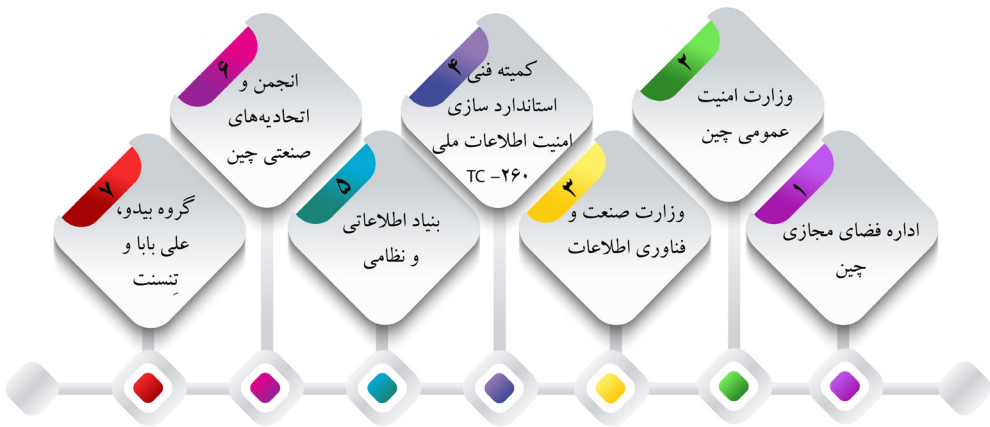 ۱
اداره فضای مجازی
چین
۲
وزارت امنیت
عمومی چین
۳
وزارت صنعت و
فناوری اطلاعات
۴
کمیته فنی
استاندارد سازی
امنیت اطلاعات ملی
TC -۲۶۰
۵
بنیاد اطلاعاتی
و نظامی
۶
انجمن و
اتحادیه‌های
صنعتی چین
۷
گروه بیدو،
علی بابا و
تِنسنت